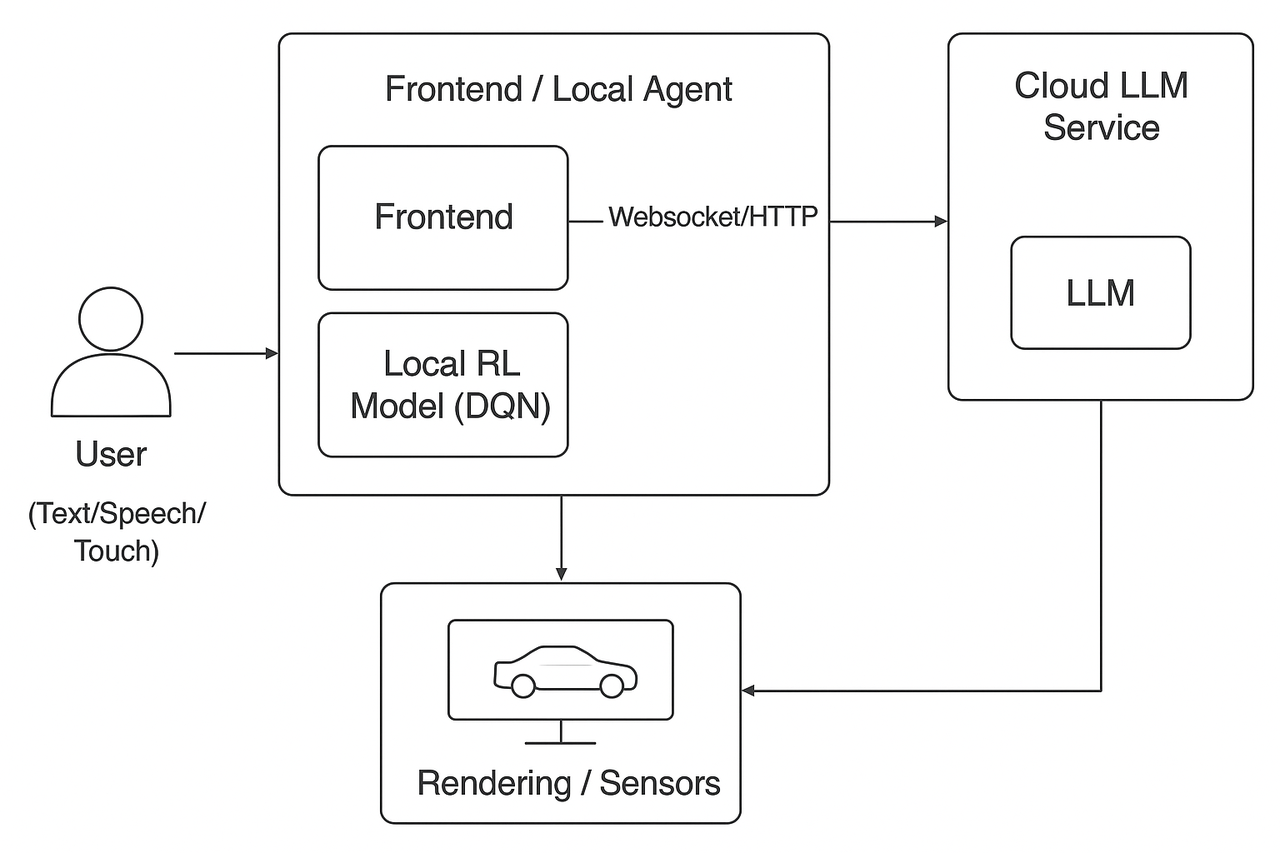 Frontend / Local Agent
Frontend
Websocket/HTTP
Local RL
Model (DQN)
Cloud LLM
Service
LLM
User
(Text/Speech/
Touch)
Rendering / Sensors